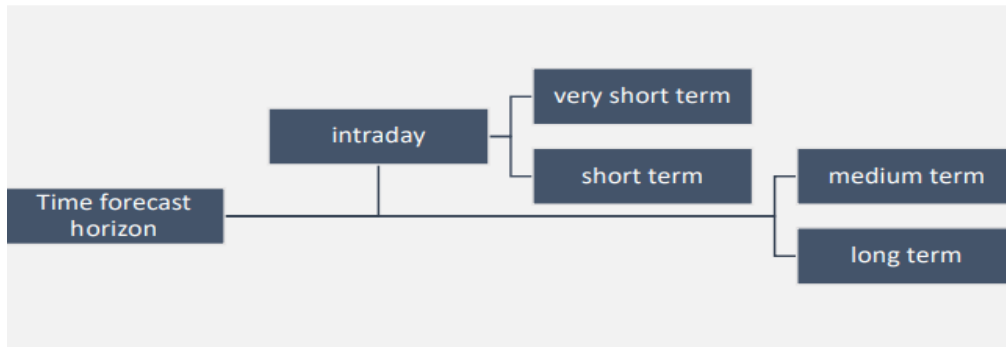 very short term
intraday
short term
medium term
Time forecast
horizon
long term